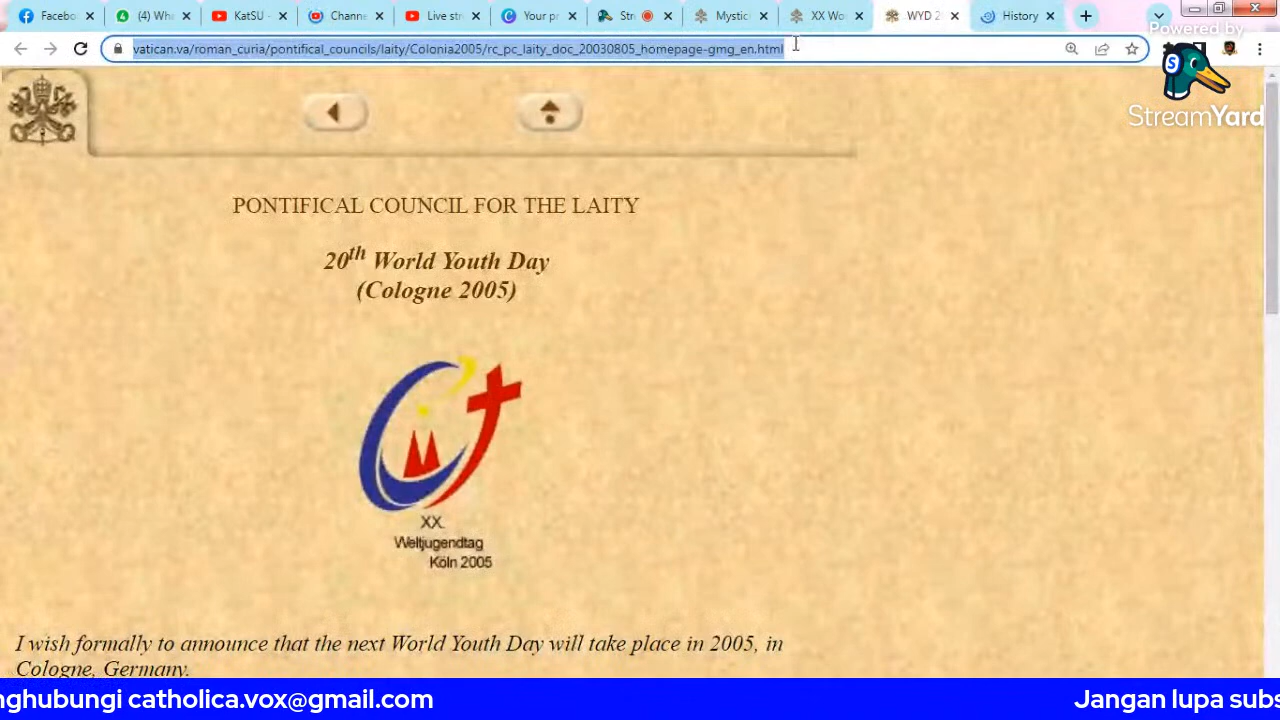 Facebo
(4) Wha
KatSU -
Channe
Live str
Your pr
Stre
Mystic
XX Wo
WYD 2
History
vatican.va/roman_curia/pontifical_councils/laity/Colonia2005/rc_pc_laity_doc_20030805_homepage-gmg_en.html
Powered by
StreamYard
PONTIFICAL COUNCIL FOR THE LAITY
20th World Youth Day
(Cologne 2005)
XX.
Weltjugendtag
Köln 2005
I wish formally to announce that the next World Youth Day will take place in 2005, in
Cologne, Germany.
nghubungi catholica.vox@gmail.com
Jangan lupa subs